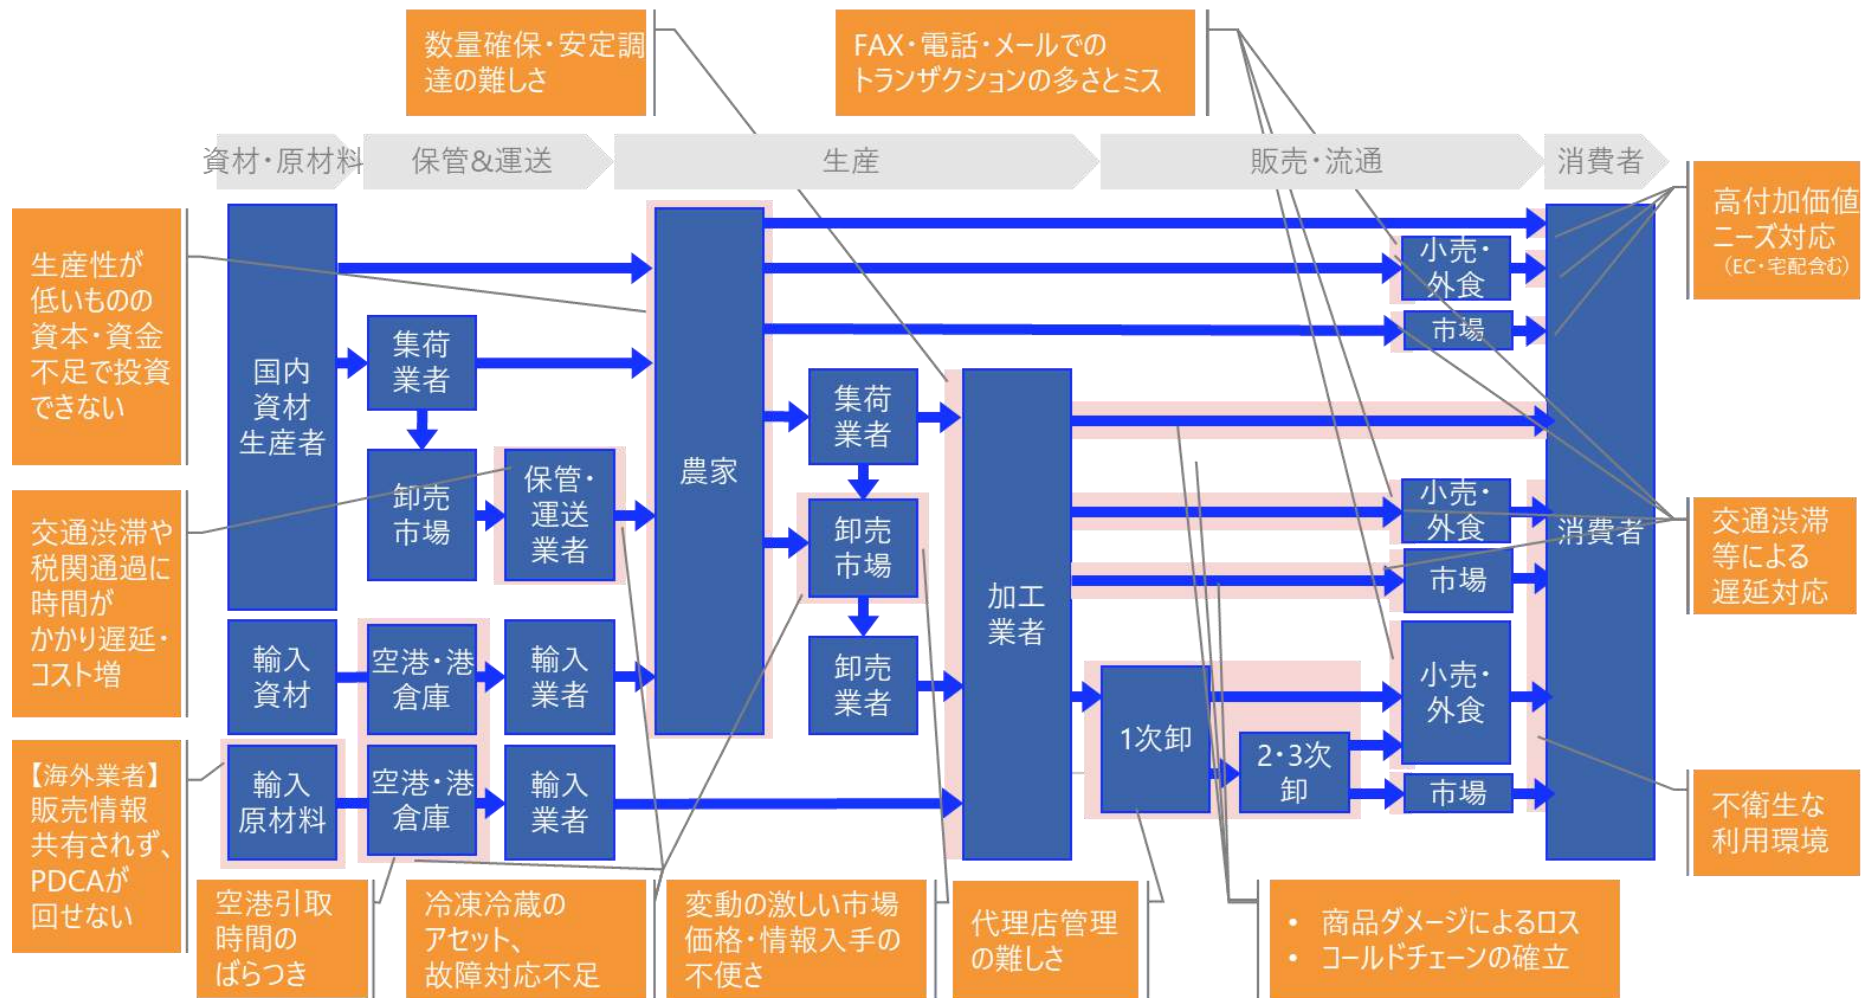 数量確保・安定調
達の難しさ
FAX・電話・メールでの
トランザクションの多さとミス
資材・原材料
保管&運送
生産
販売・流通
消費者
生産性が
低いものの
資本・資金
不足で投資
できない
交通渋滞や
税関通過に
時間が
かかり遅延・
コスト増
【海外業者】
販売情報
共有されず、
PDCAが
回せない
国内
資材
生産者
集荷
業者
卸売
市場
保管・
運送
業者
輸入
資材
空港・港
倉庫
輸入
業者
輸入
原材料
空港・港
倉庫
輸入
業者
農家
集荷
業者
卸売
市場
卸売
業者
加工
業者
1次卸
2・3次
卸
小売・
外食
市場
小売・
外食
市場
小売・
外食
市場
消費者
高付加価値
ニーズ対応
（EC・宅配含む）
交通渋滞
等による
遅延対応
不衛生な
利用環境
空港引取
時間の
ばらつき
冷凍冷蔵の
アセット、
故障対応不足
変動の激しい市場
価格・情報入手の
不便さ
代理店管理
の難しさ
• 商品ダメージによるロス
• コールドチェーンの確立